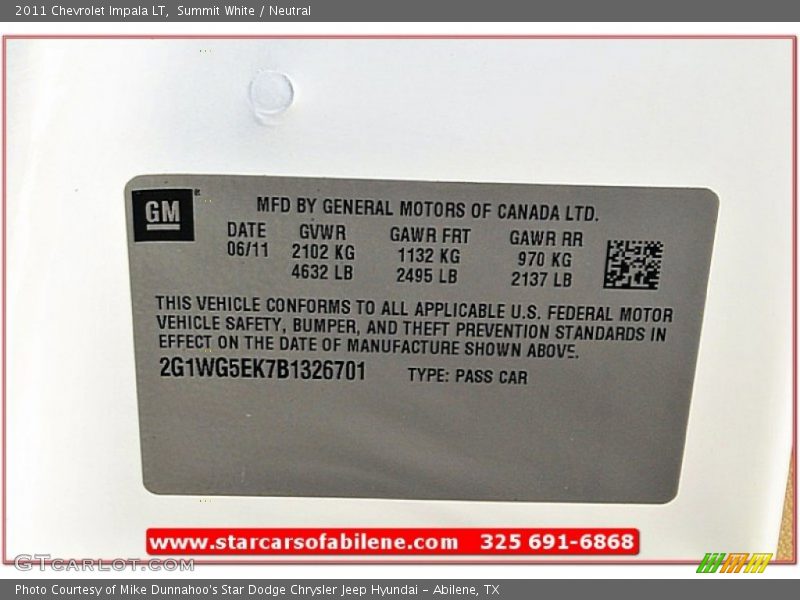 2011 Chevrolet Impala LT,  Summit White / Neutral
GM
MFD BY GENERAL MOTORS OF CANADA LTD.
DATE GVWR GAWR FRT GAWR RR
06/11 2102 KG 1132 KG 970 KG
4632 LB 2495 LB 2137 LB
THIS VEHICLE CONFORMS TO ALL APPLICABLE U.S. FEDERAL MOTOR
VEHICLE SAFETY, BUMPER, AND THEFT PREVENTION STANDARDS IN
EFFECT ON THE DATE OF MANUFACTURE SHOWN ABOVE.
2G1WG5EK7B1326701 TYPE: PASS CAR
www.starcarsofabilene.com 325 691-6868
GTCARLOT.COM
Photo Courtesy of Mike Dunnahoo's Star Dodge Chrysler Jeep Hyundai - Abilene, TX